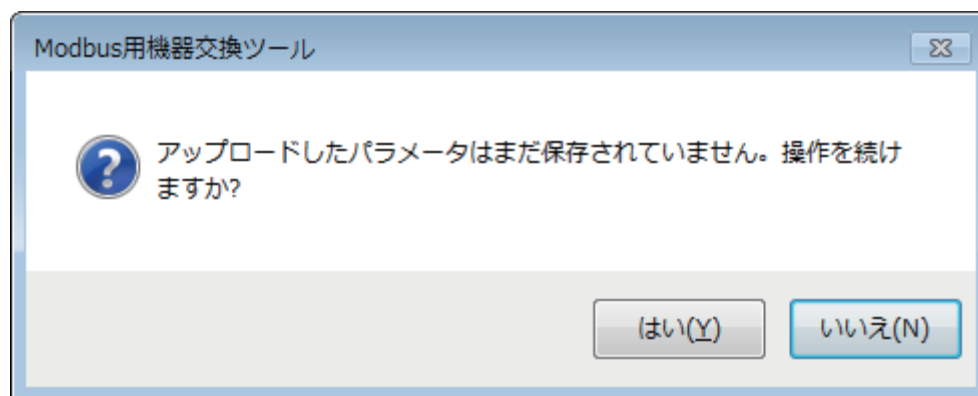 Modbus用機器交換ツール
アップロードしたパラメータはまだ保存されていません。操作を続け
ますか?
はい(Y)
いいえ(N)